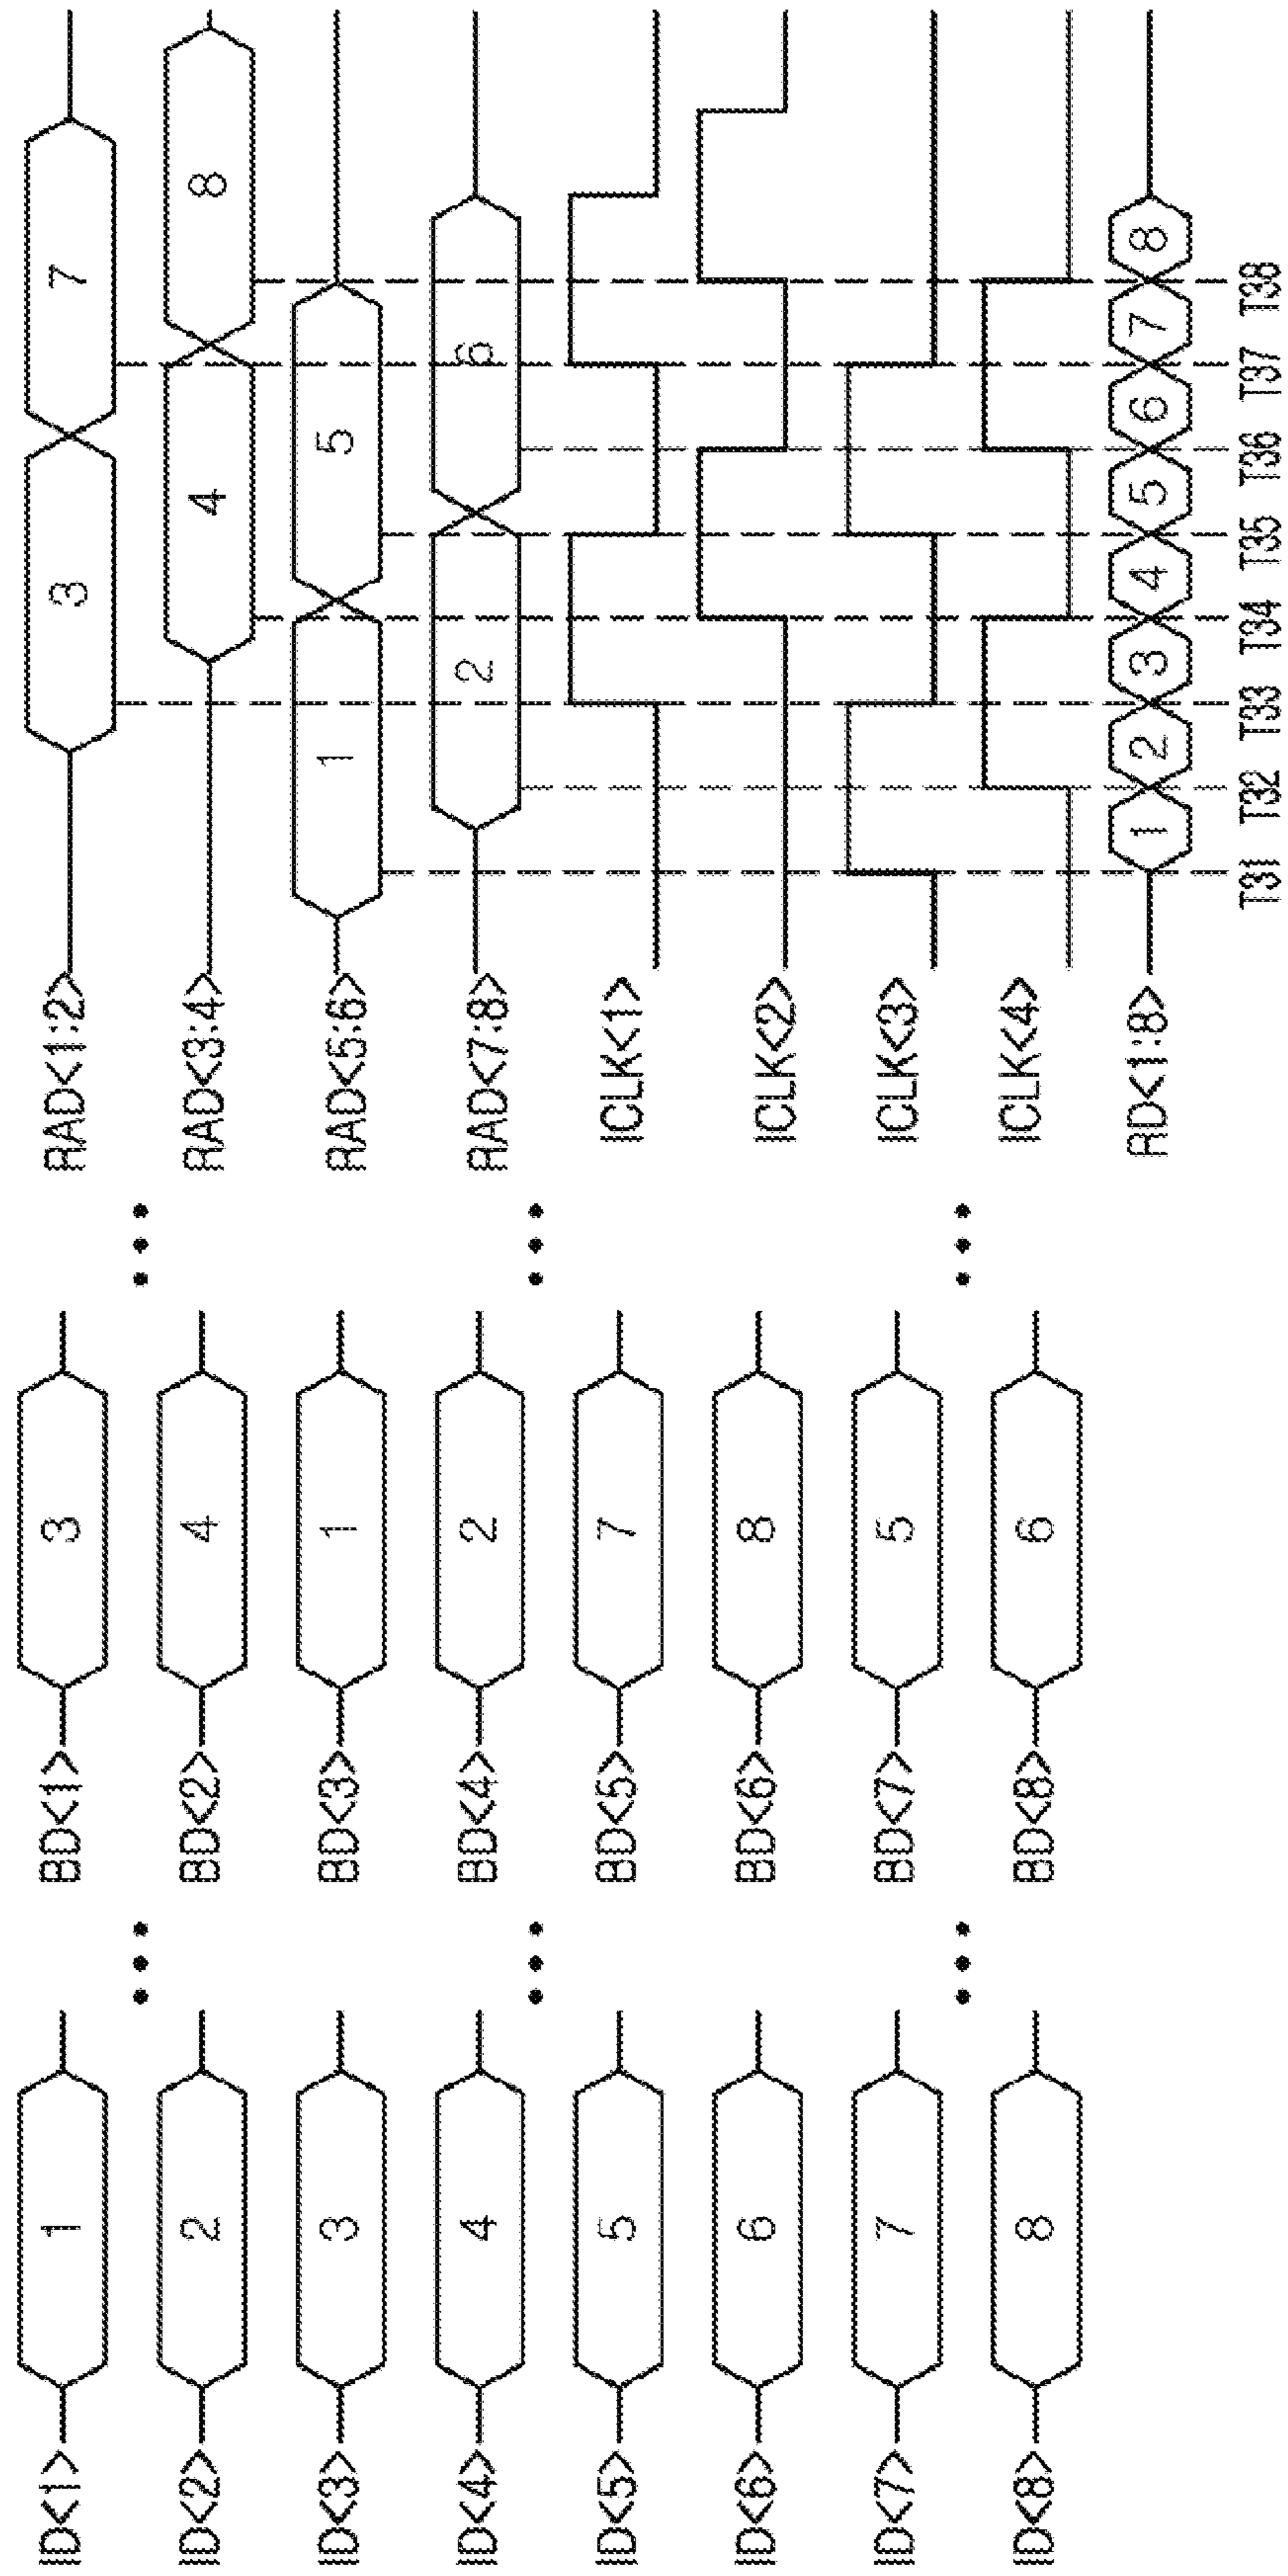 ID<1> 1
ID<2> 2
ID<3> 3
ID<4> 4
ID<5> 5
ID<6> 6
ID<7> 7
ID<8> 8
BD<1> 3
BD<2> 4
BD<3> 1
BD<4> 2
BD<5> 7
BD<6> 8
BD<7> 5
BD<8> 6
RAD<1:2> 3 7
RAD<3:4> 4 8
RAD<5:6> 1 5
RAD<7:8> 2 6
ICLK<1>
ICLK<2>
ICLK<3>
ICLK<4>
RD<1:8> 1 2 3 4 5 6 7 8
T31 T32 T33 T34 T35 T36 T37 T38